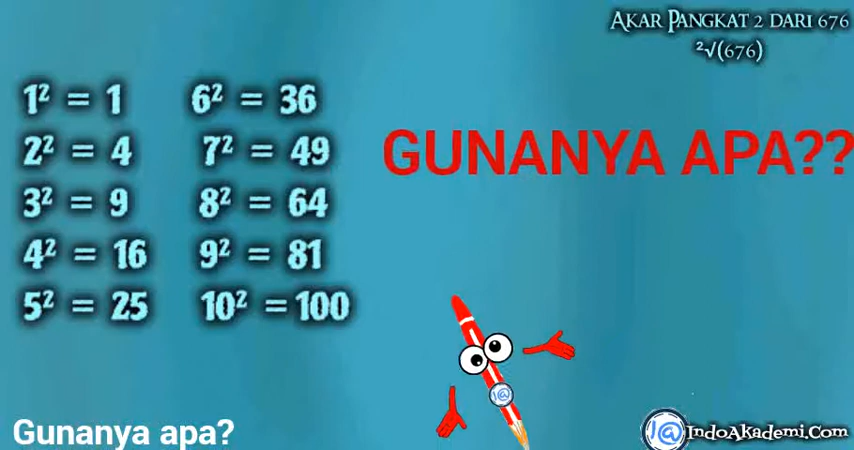 AKAR PANGKAT 2 DARI 676
²√(676)
1² = 1
2² = 4
3² = 9
4² = 16
5² = 25
6² = 36
7² = 49
8² = 64
9² = 81
10² = 100
GUNANYA APA??
Gunanya apa?
I@
I@ IndoAkademi.Com